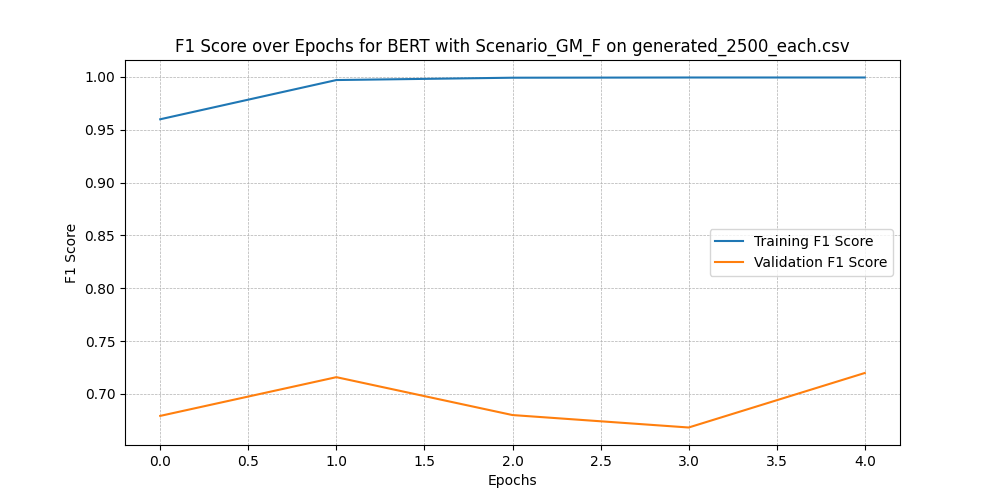 F1 Score over Epochs for BERT with Scenario_GM_F on generated_2500_each.csv
1.00
0.95
0.90
0.85
0.80
0.75
0.70
F1 Score
Training F1 Score
Validation F1 Score
0.0 0.5 1.0 1.5 2.0 2.5 3.0 3.5 4.0
Epochs